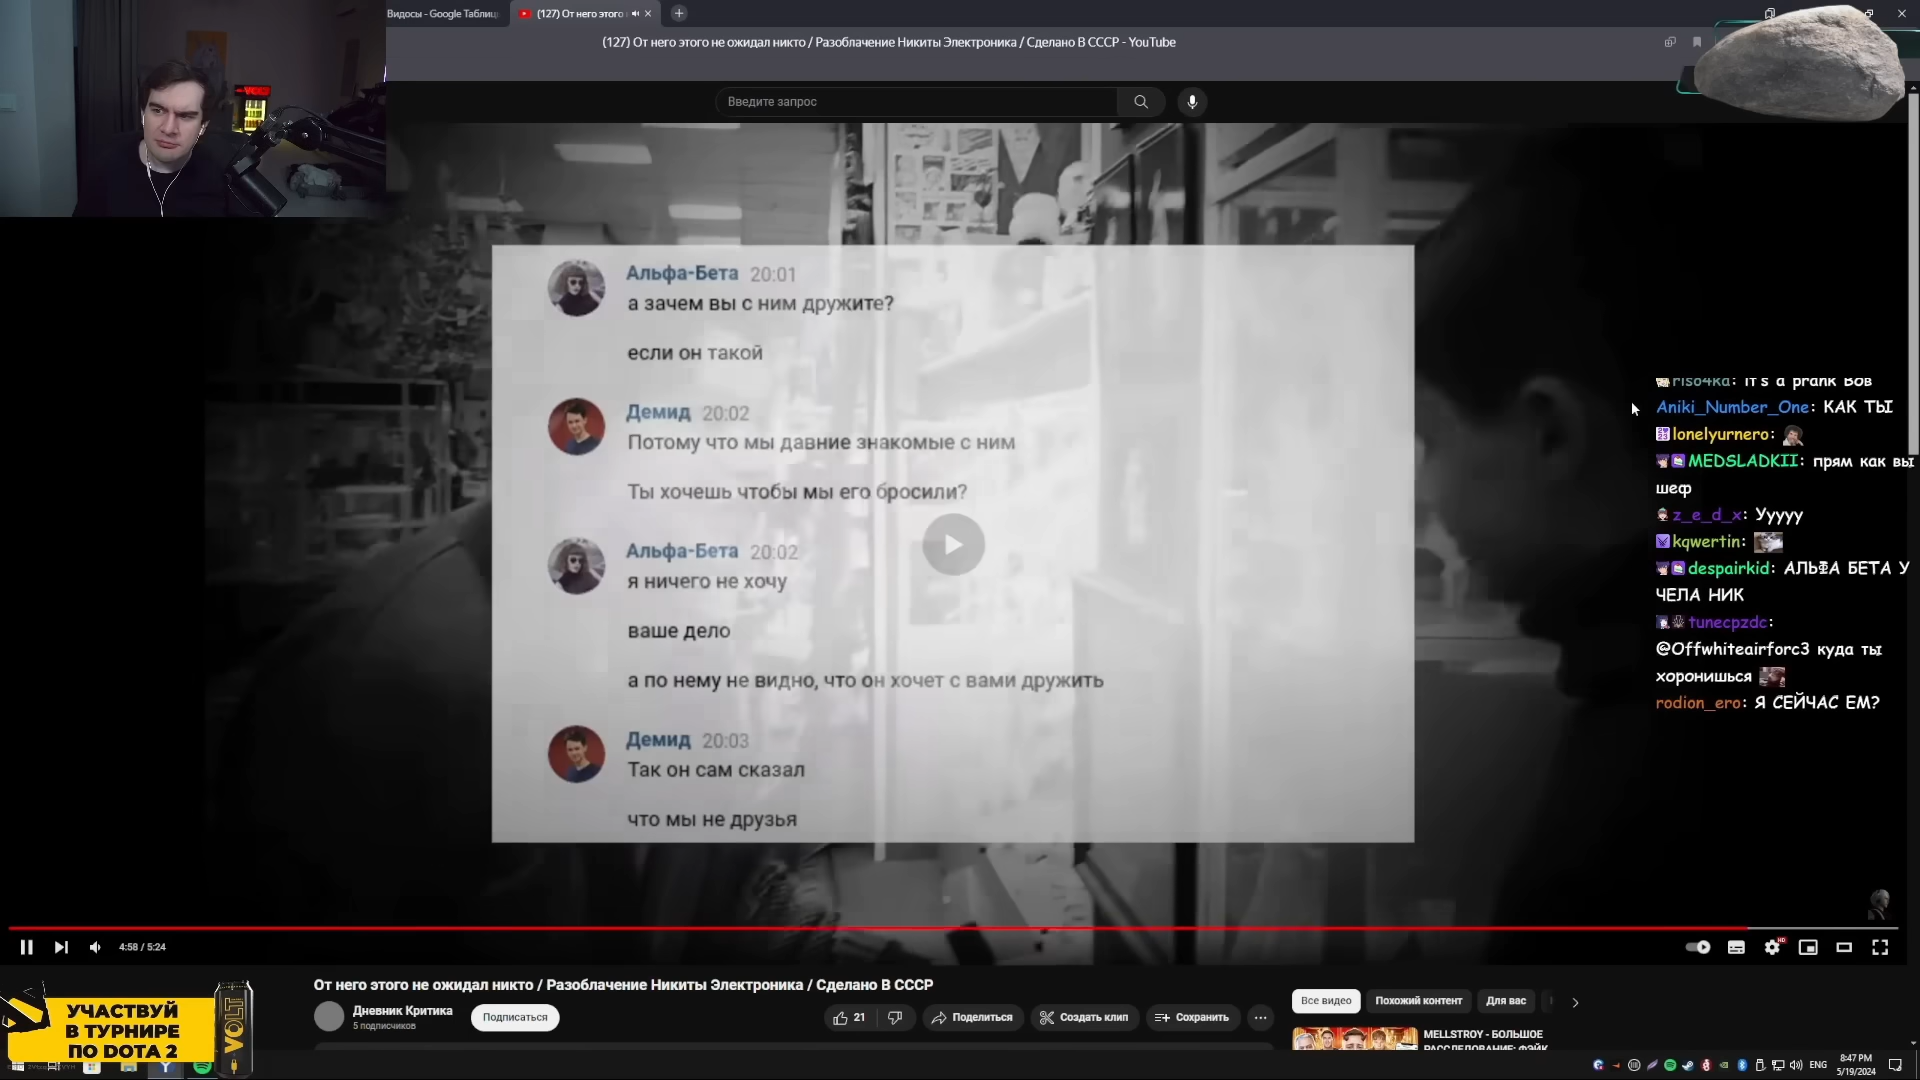 Видосы - Google Таблиц
(127) От него этого
(127) От него этого не ожидал никто / Разоблачение Никиты Электроника / Сделано В СССР - YouTube
Введите запрос
Альфа-Бета 20:01
а зачем вы с ним дружите?
если он такой
Демид 20:02
Потому что мы давние знакомые с ним
Ты хочешь чтобы мы его бросили?
Альфа-Бета 20:02
я ничего не хочу
ваше дело
а по нему не видно, что он хочет с вами дружить
Демид 20:03
Так он сам сказал
что мы не друзья
riso4ka: it's a prank Bob
Aniki_Number_One: КАК ТЫ
lonelyurnero:
MEDSLADKII: прям как вы
шеф
z_e_d_x: Ууууу
kqwertin:
despairkid: АЛЬФА БЕТА У
ЧЕЛА НИК
tunecpzdc:
@Offwhiteairforc3 куда ты
хоронишься
rodion_ero: Я СЕЙЧАС ЕМ?
4:58 / 5:24
HD
От него этого не ожидал никто / Разоблачение Никиты Электроника / Сделано В СССР
Дневник Критика
5 подписчиков
Подписаться
21
Поделиться
Создать клип
Сохранить
Все видео
Похожий контент
Для вас
MELLSTROY - БОЛЬШОЕ
РАССЛЕДОВАНИЕ: ФЭЙК
УЧАСТВУЙ
В ТУРНИРЕ
ПО DOTA 2
VOLT
ENG
8:47 PM
5/19/2024